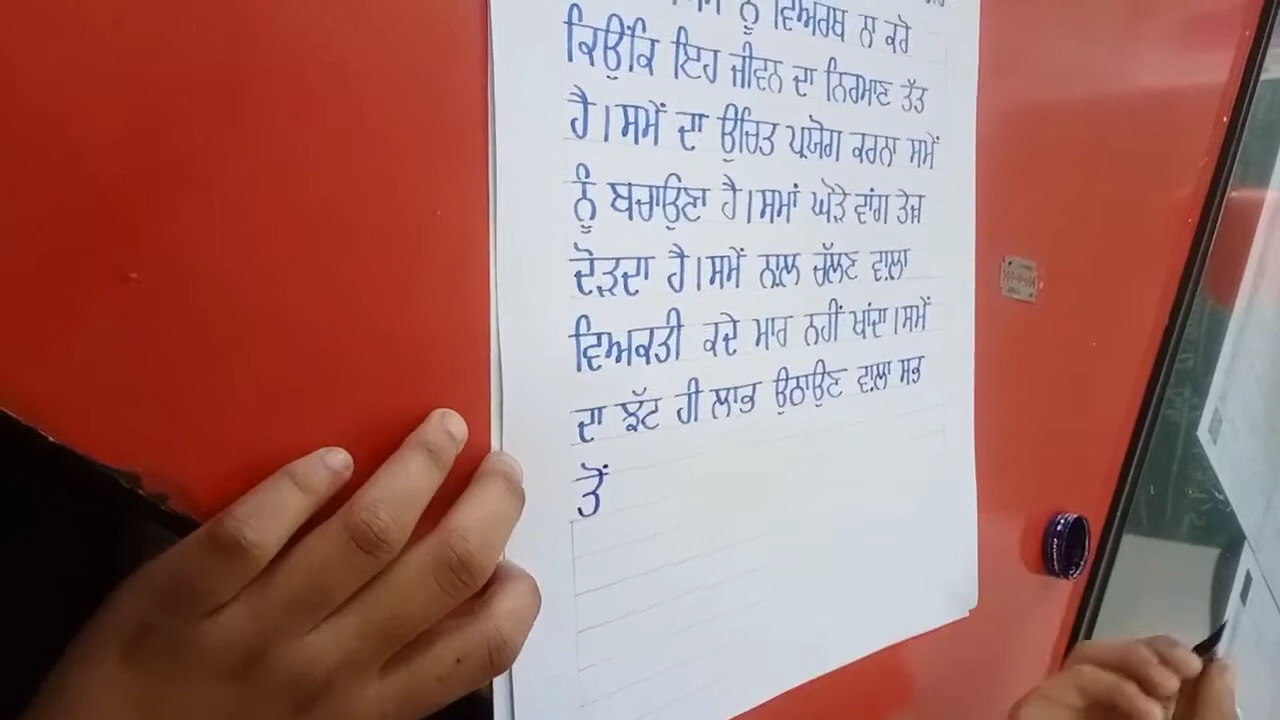 ਨੂੰ ਵਿਅਰਥ ਨਾ ਕਰੋ
ਕਿਉਂਕਿ ਇਹ ਜੀਵਨ ਦਾ ਨਿਰਮਾਣ ਤੱਤ
ਹੈ। ਸਮੇਂ ਦਾ ਉਚਿਤ ਪ੍ਰਯੋਗ ਕਰਨਾ ਸਮੇਂ
ਨੂੰ ਬਚਾਉਣਾ ਹੈ। ਸਮਾਂ ਘੋੜੇ ਵਾਂਗ ਤੇਜ਼
ਦੌੜਦਾ ਹੈ। ਸਮੇਂ ਨਾਲ ਚੱਲਣ ਵਾਲਾ
ਵਿਅਕਤੀ ਕਦੇ ਮਾਰ ਨਹੀਂ ਖਾਂਦਾ। ਸਮੇਂ
ਦਾ ਝੱਟ ਹੀ ਲਾਭ ਉਠਾਉਣ ਵਾਲਾ ਸਭ
ਤੋਂ